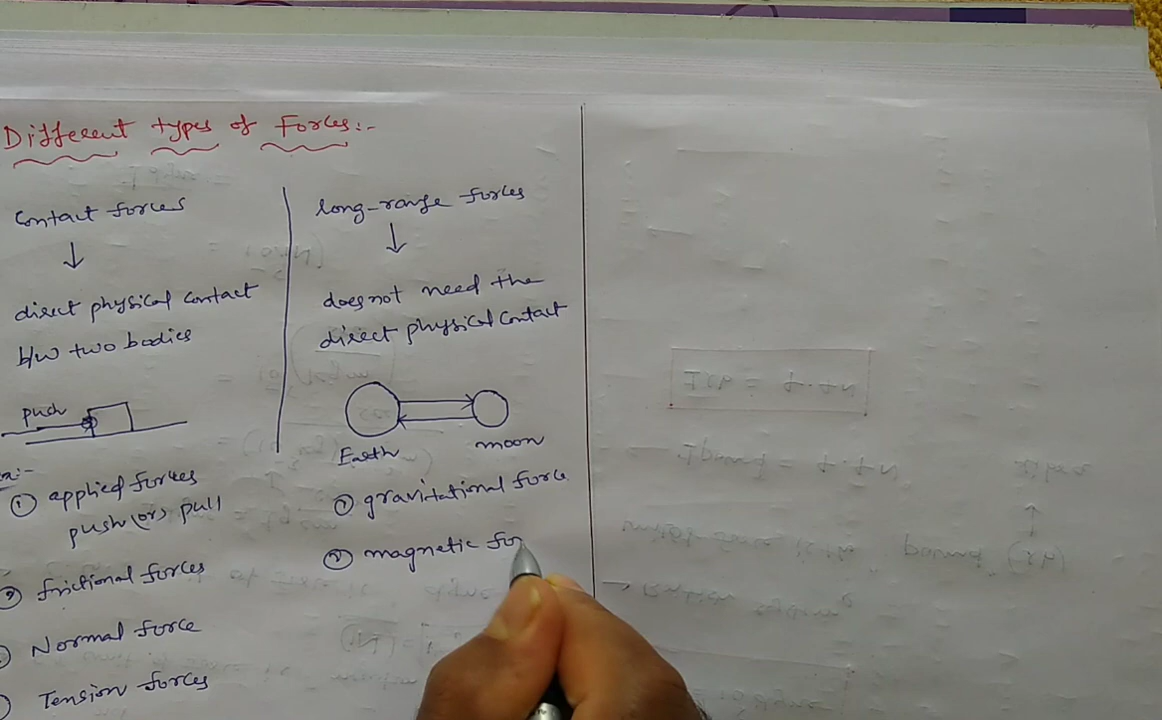 Different types of Forces:-
Contact forces
direct physical contact
b/w two bodies
push
①  applied forces
push (or) pull
② frictional forces
Normal force
Tension forces
long-range forces
does not need the
direct physical contact
Earth moon
① gravitational force
② magnetic fo